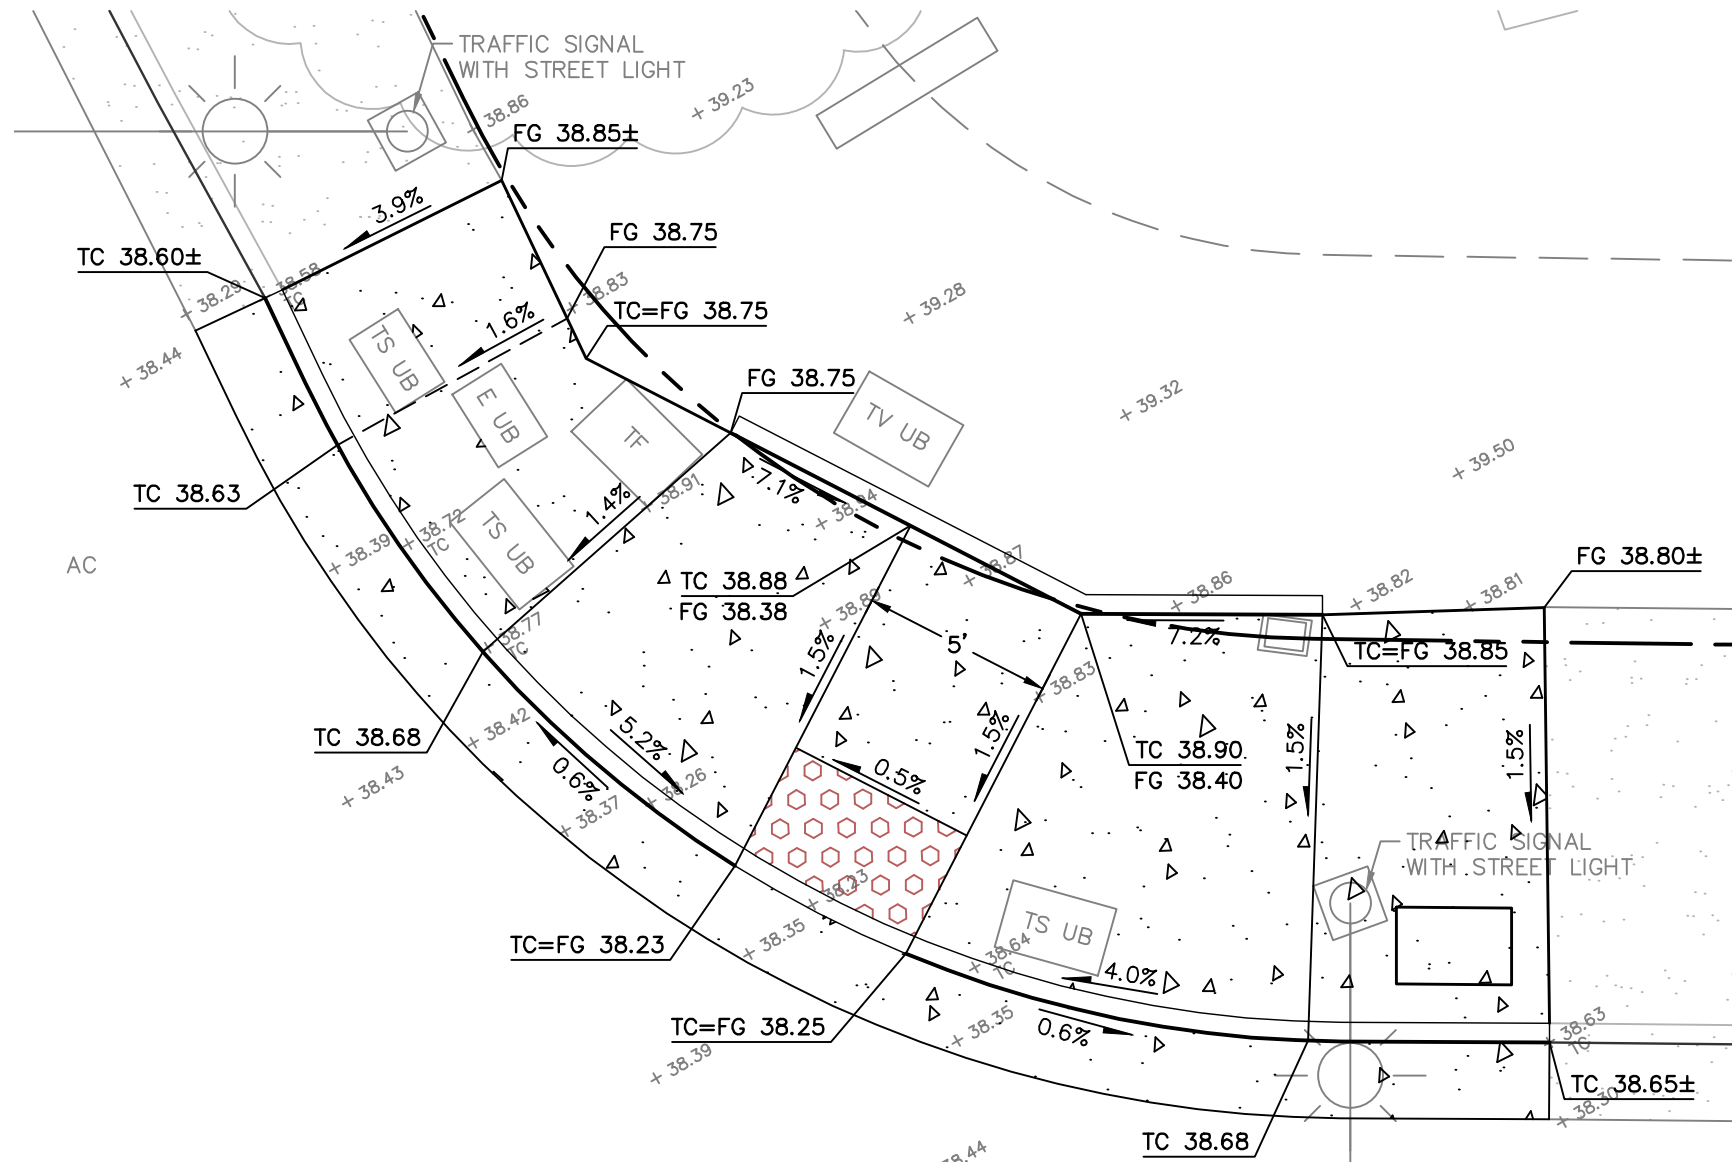 TRAFFIC SIGNAL
WITH STREET LIGHT
+ 38.86
+ 39.23
FG 38.85±
3.9%
FG 38.75
TC 38.60±
+ 38.29
38.58
TC
+ 38.83
TC=FG 38.75
+ 39.28
1.6%
+ 38.44
TS UB
E UB
TF
FG 38.75
TV UB
+ 39.32
+ 39.50
TC 38.63
7.1%
1.4%
+ 38.91
+ 38.94
TS UB
+ 38.72
TC
+ 38.39
AC
TC 38.88
FG 38.38
+ 38.87
+ 38.86
+ 38.82
+ 38.81
FG 38.80±
+ 38.77
TC
1.5%
5'
7.2%
TC=FG 38.85
+ 38.83
TC 38.68
+ 38.42
5.2%
1.5%
TC 38.90
FG 38.40
1.5%
1.5%
+ 38.43
0.6%
+ 38.37
+ 38.26
0.5%
TRAFFIC SIGNAL
WITH STREET LIGHT
+ 38.23
TC=FG 38.23
+ 38.35
TS UB
+ 38.64
TC
4.0%
TC=FG 38.25
+ 38.35
0.6%
+ 38.63
TC
+ 38.39
TC 38.65±
+ 38.30
TC 38.68
38.44